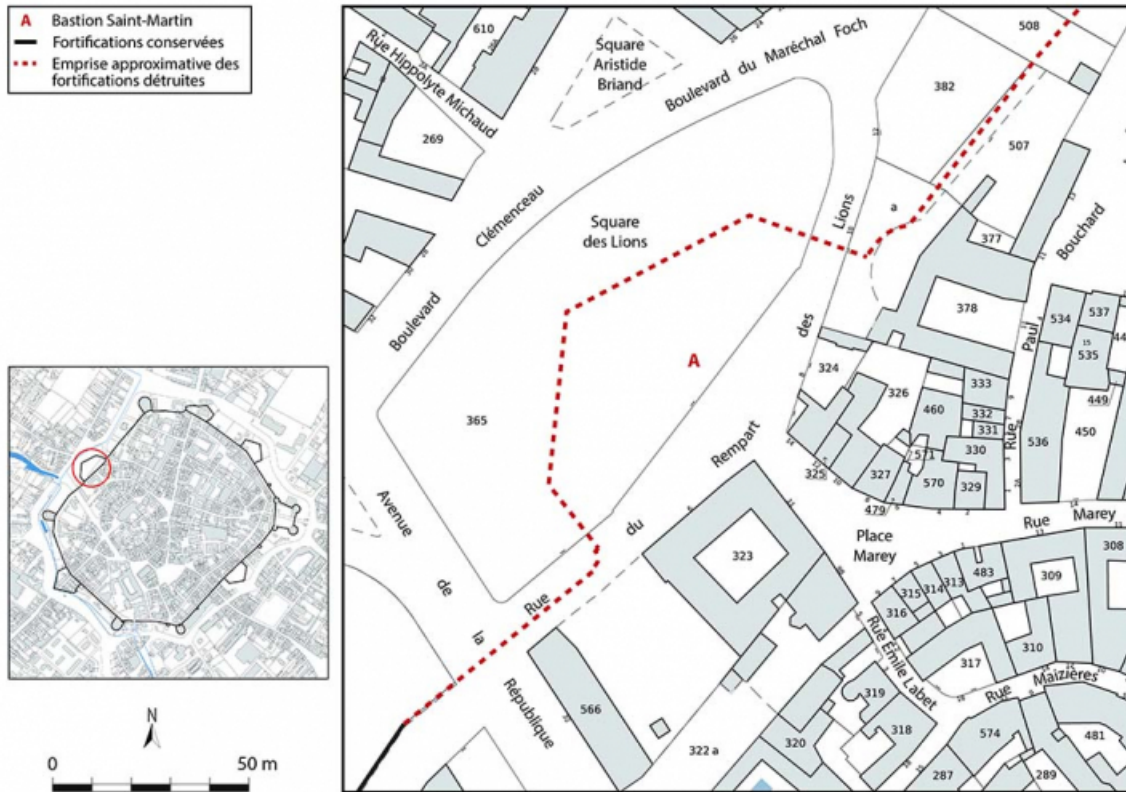 A Bastion Saint-Martin
Fortifications conservées
Emprise approximative des
fortifications détruites
N
0 50 m
610
Rue Hippolyte Michaud
269
Square
Aristide
Briand
Boulevard du Maréchal Foch
508
382
507
Boulevard Clémenceau
Square
des Lions
Rue des Lions
a
377
378
Rue Paul Bouchard
534
537
15
535
449
450
536
A
365
324
326
333
332
331
460
571
330
325
327
570
329
479
Avenue de la République
Rue du Rempart
323
Place
Marey
Rue Marey
308
483
309
313
314
315
316
310
317
Rue Émile Labet
Rue Maizières
566
322 a
319
318
320
574
481
287
289